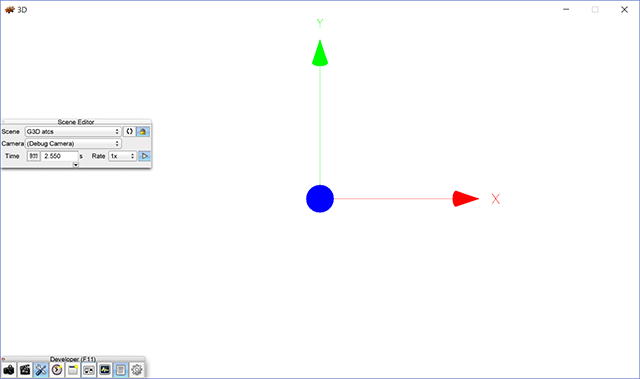 3D
Y
X
Scene Editor
Scene G3D atcs
Camera (Debug Camera)
Time 2.550 s Rate 1x
Developer (F11)